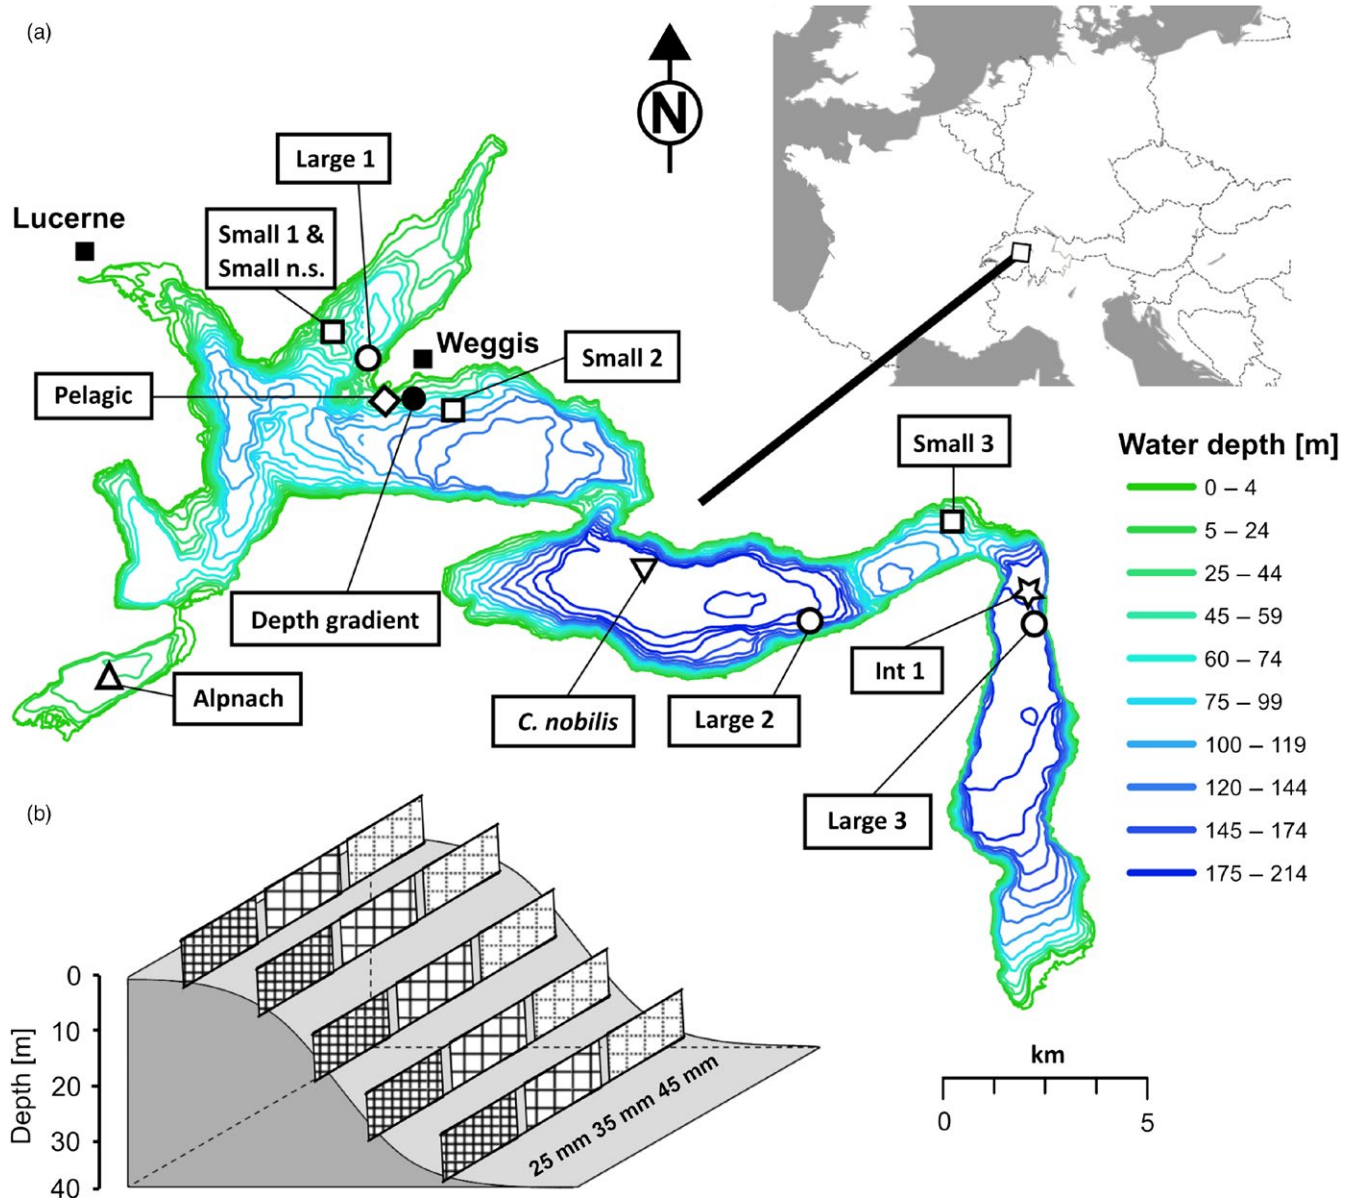 (a)
N
Large 1
Lucerne
Small 1 &
Small n.s.
Weggis
Small 2
Pelagic
Small 3
Water depth [m]
0 – 4
5 – 24
25 – 44
45 – 59
60 – 74
75 – 99
100 – 119
120 – 144
145 – 174
175 – 214
Depth gradient
Int 1
Alpnach
C. nobilis
Large 2
Large 3
(b)
Depth [m]
0
10
20
30
40
25 mm 35 mm 45 mm
km
0
5